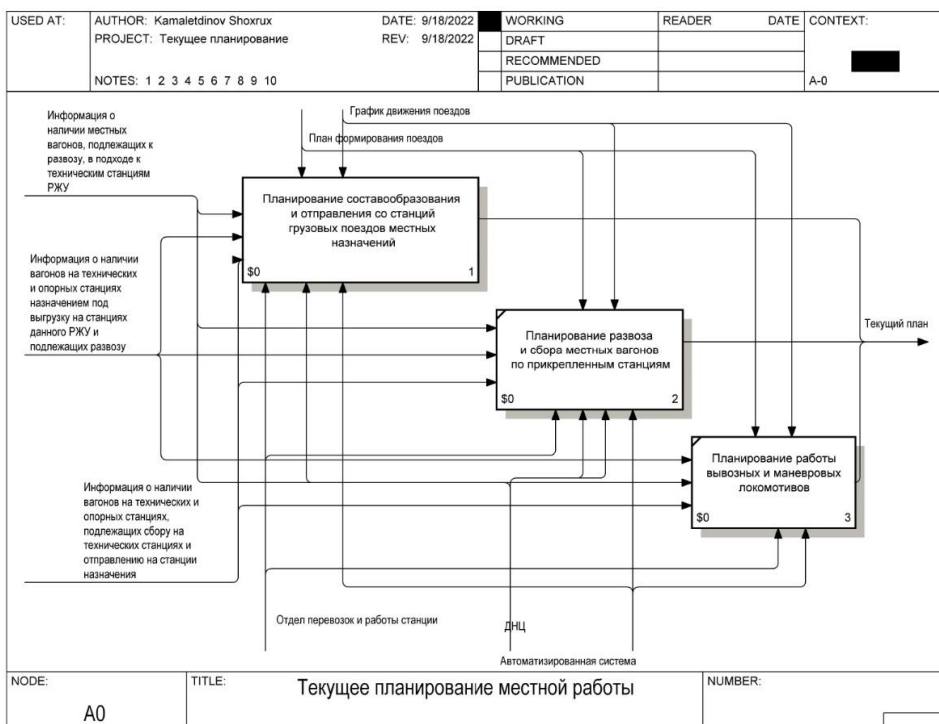 USED AT:
AUTHOR: Kamaletdinov Shoxrux
DATE: 9/18/2022
WORKING
READER
DATE
CONTEXT:
PROJECT: Текущее планирование
REV: 9/18/2022
DRAFT
RECOMMENDED
NOTES: 1 2 3 4 5 6 7 8 9 10
PUBLICATION
A-0
Информация о
наличии местных
вагонов, подлежащих к
развозу, в подходе к
техническим станциям
РЖУ
График движения поездов
План формирования поездов
Планирование составообразования
и отправления со станций
грузовых поездов местных
назначений
$0
1
Информация о наличии
вагонов на технических
и опорных станциях
назначением под
выгрузку на станциях
данного РЖУ и
подлежащих развозу
Планирование развоза
и сбора местных вагонов
по прикрепленным станциям
$0
2
Текущий план
Планирование работы
вывозных и маневровых
локомотивов
$0
3
Информация о наличии
вагонов на технических и
опорных станциях,
подлежащих сбору на
технических станциях и
отправлению на станции
назначения
Отдел перевозок и работы станции
ДНЦ
Автоматизированная система
NODE:
TITLE:
Текущее планирование местной работы
NUMBER:
A0